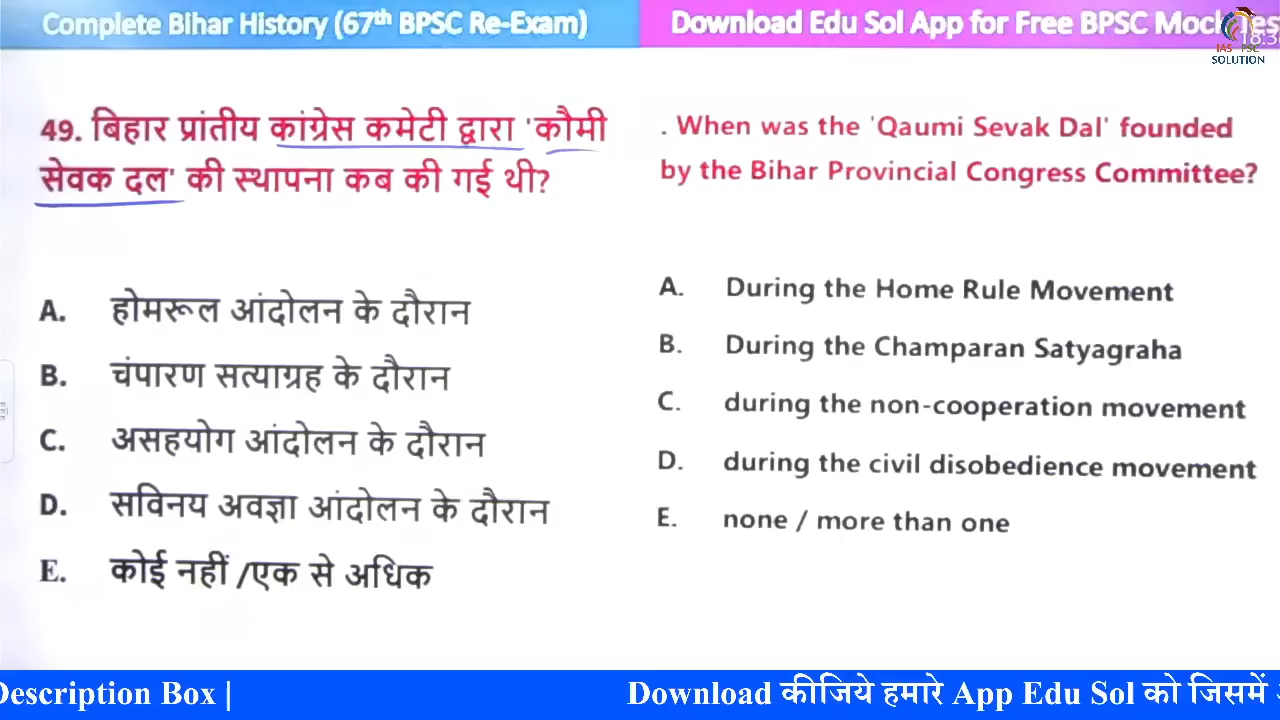 Complete Bihar History (67th BPSC Re-Exam)
Download Edu Sol App for Free BPSC Mock
18:3
IAS PSC
SOLUTION
49. बिहार प्रांतीय कांग्रेस कमेटी द्वारा 'कौमी
सेवक दल' की स्थापना कब की गई थी?
A. होमरूल आंदोलन के दौरान
B. चंपारण सत्याग्रह के दौरान
C. असहयोग आंदोलन के दौरान
D. सविनय अवज्ञा आंदोलन के दौरान
E. कोई नहीं /एक से अधिक
. When was the 'Qaumi Sevak Dal' founded
by the Bihar Provincial Congress Committee?
A. During the Home Rule Movement
B. During the Champaran Satyagraha
C. during the non-cooperation movement
D. during the civil disobedience movement
E. none / more than one
Description Box | Download कीजिये हमारे App Edu Sol को जिसमें